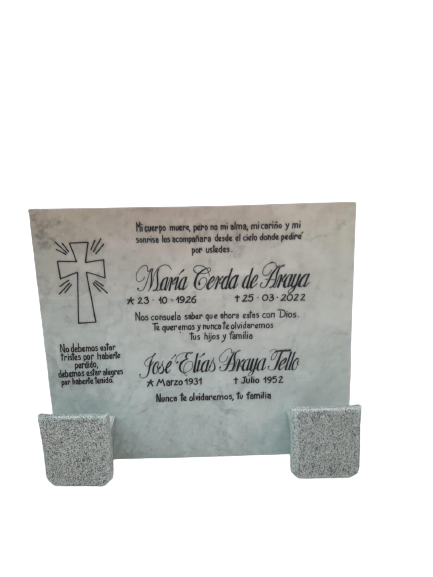 Mi cuerpo muere, pero no mi alma, mi cariño y mi
sonrisa los acompañara desde el cielo donde pediré
por ustedes.
María Cerda de Araya
★ 23 · 10 · 1926 † 25 · 03 · 2022
Nos consuela saber que ahora estas con Dios.
Te queremos y nunca te olvidaremos
Tus hijos y familia
No debemos estar
tristes por haberte
perdido,
debemos estar alegres
por haberte tenido.
José Elías Araya Tello
★ Marzo 1931 † Julio 1952
Nunca te olvidaremos, tu familia